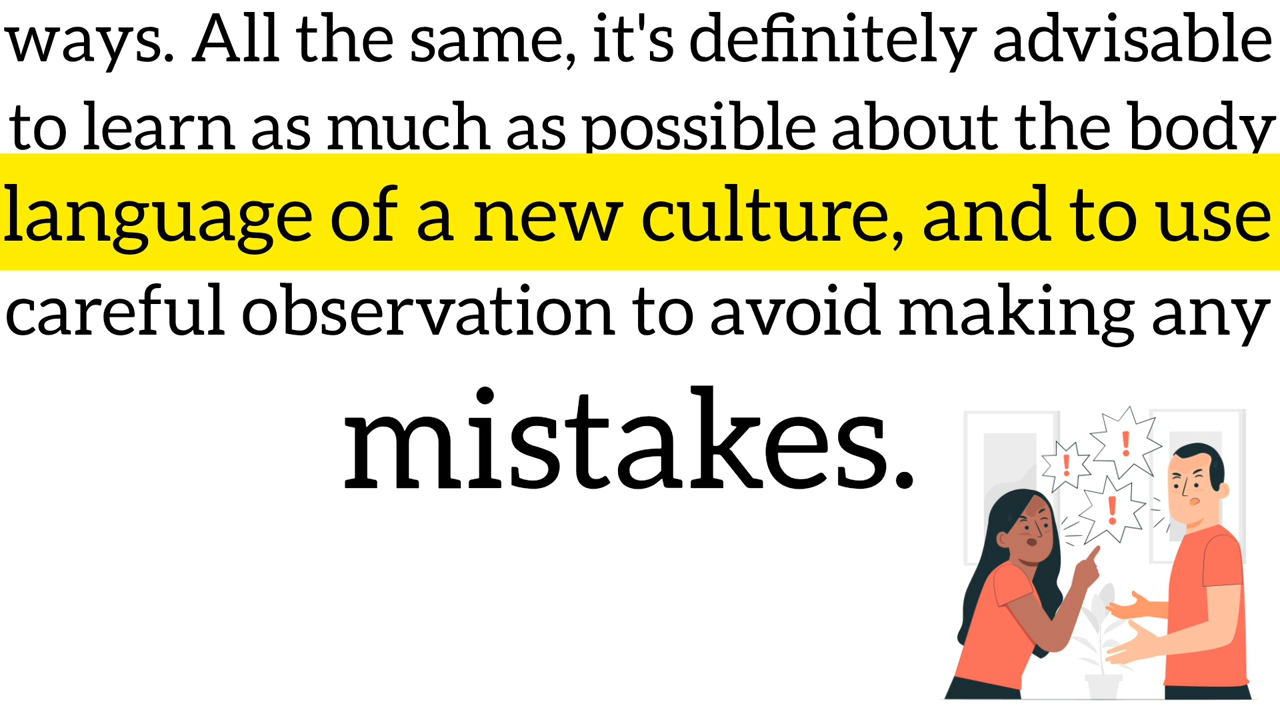 ways. All the same, it's definitely advisable
to learn as much as possible about the body
language of a new culture, and to use
careful observation to avoid making any
mistakes.
! ! !